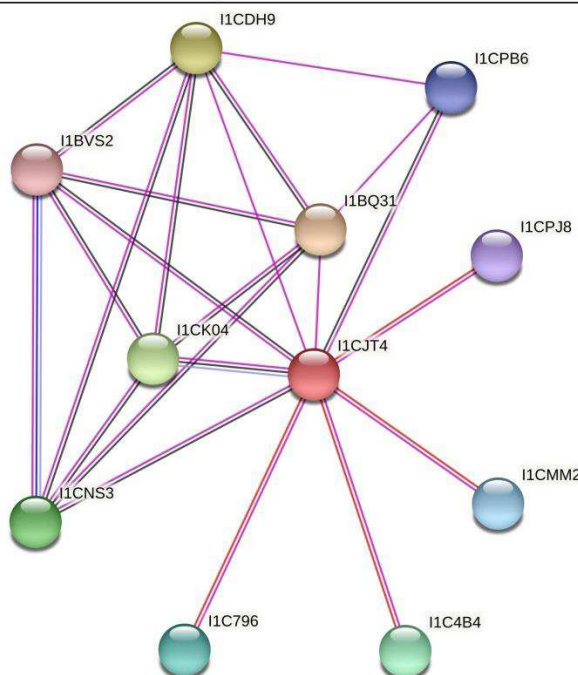 I1CDH9
I1CPB6
I1BVS2
I1BQ31
I1CPJ8
I1CK04
I1CJT4
I1CMM2
I1CNS3
I1C796
I1C4B4